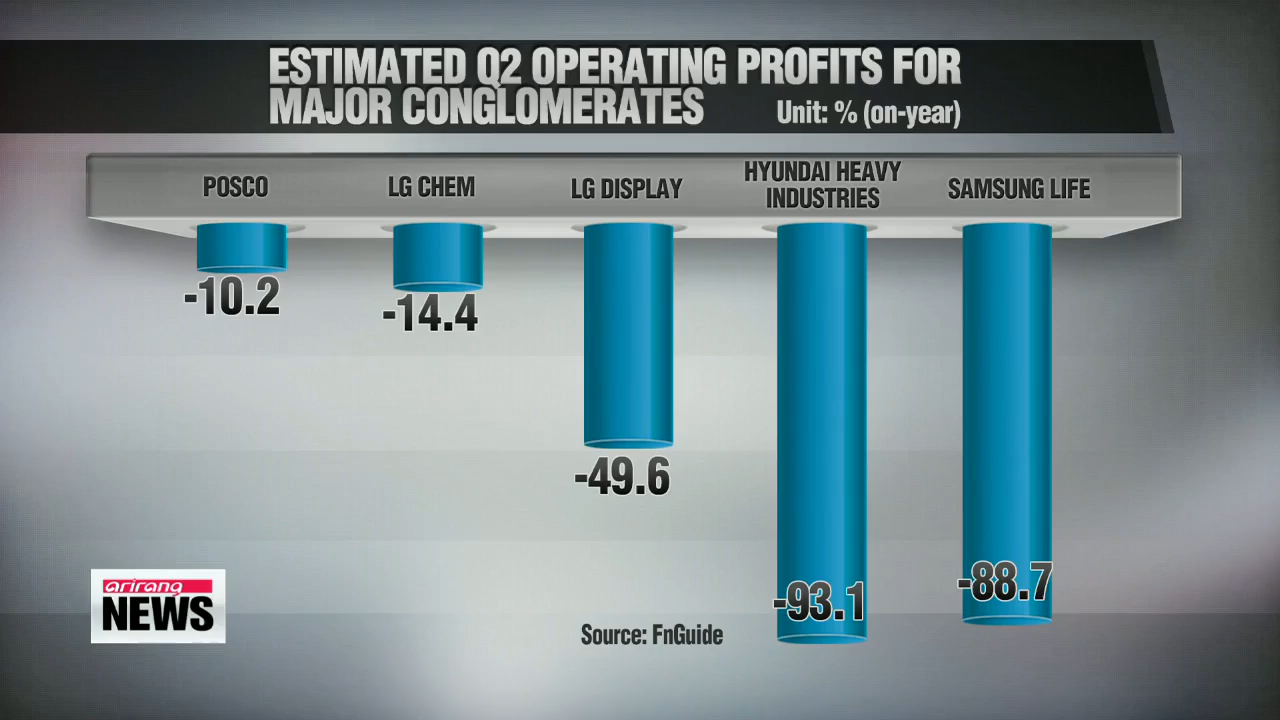 ESTIMATED Q2 OPERATING PROFITS FOR
MAJOR CONGLOMERATES
Unit: % (on-year)
POSCO
LG CHEM
LG DISPLAY
HYUNDAI HEAVY
INDUSTRIES
SAMSUNG LIFE
-10.2
-14.4
-49.6
-93.1
-88.7
arirang
NEWS
Source: FnGuide